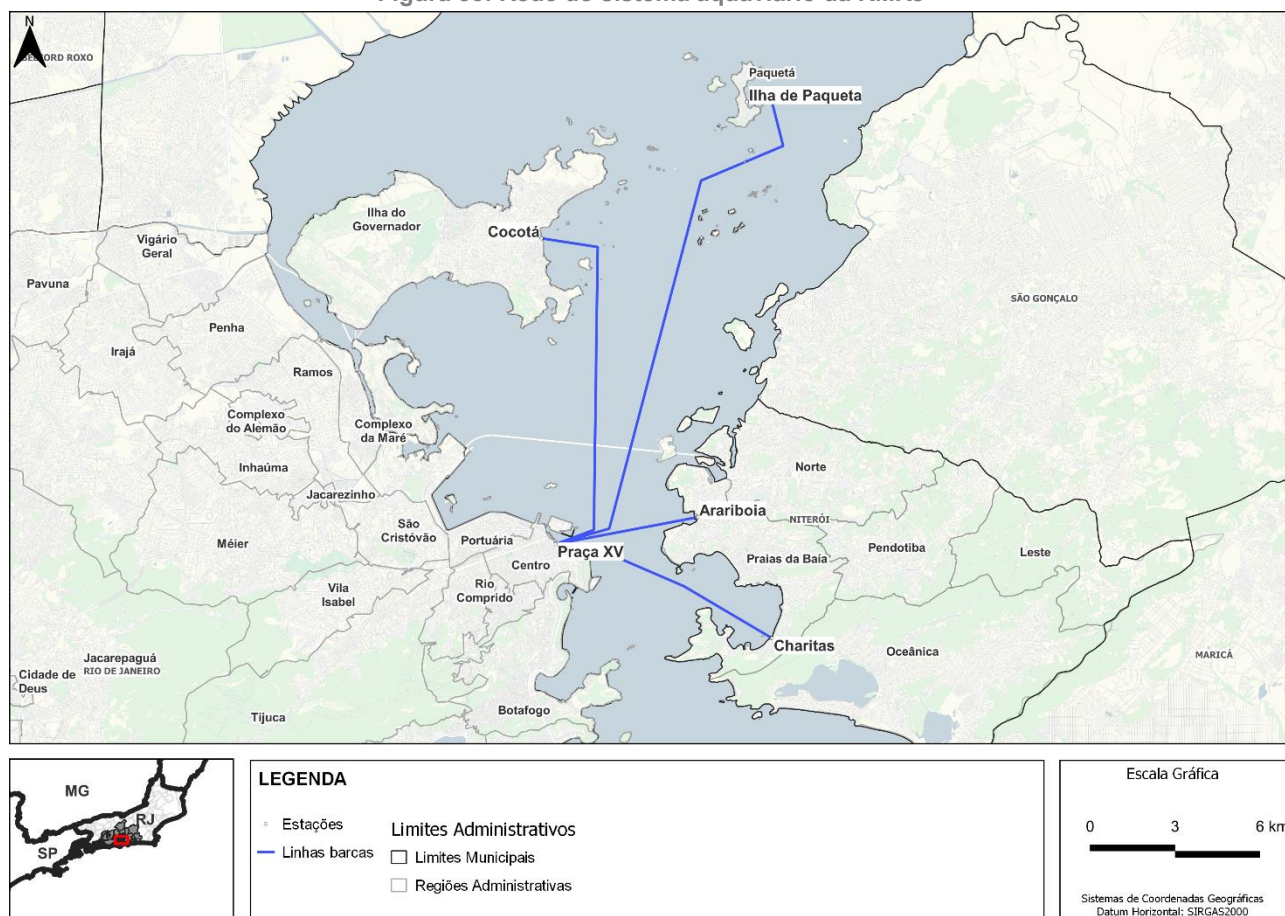 N
BELFORD ROXO
Paquetá
Ilha de Paqueta
Ilha do
Governador
Cocotá
Vigário
Geral
Pavuna
Penha
SÃO GONÇALO
Irajá
Ramos
Complexo
do Alemão
Complexo
da Maré
Inhaúma
Norte
Jacarezinho
Arariboia
NITERÓI
São
Cristóvão
Portuária
Méier
Praça XV
Pendotiba
Leste
Centro
Praias da Baía
Rio
Comprido
Vila
Isabel
Charitas
Oceânica
MARICÁ
Jacarepaguá
RIO DE JANEIRO
Cidade de
Deus
Botafogo
Tijuca
MG
RJ
SP
LEGENDA
Estações
Linhas barcas
Limites Administrativos
Limites Municipais
Regiões Administrativas
Escala Gráfica
0 3 6 km
Sistemas de Coordenadas Geográficas
Datum Horizontal: SIRGAS2000